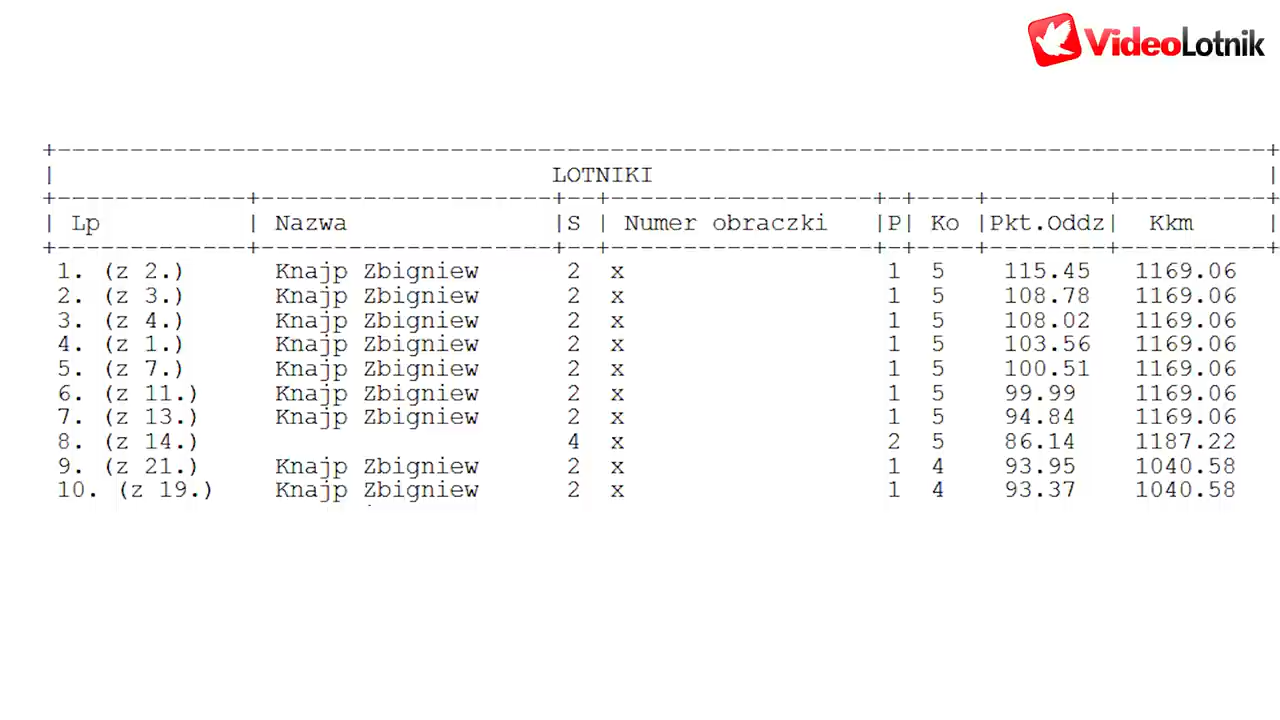 VideoLotnik
LOTNIKI
Lp | Nazwa |S | Numer obraczki |P| Ko |Pkt.Oddz| Kkm |
1. (z 2.) Knajp Zbigniew 2 x 1 5 115.45 1169.06
2. (z 3.) Knajp Zbigniew 2 x 1 5 108.78 1169.06
3. (z 4.) Knajp Zbigniew 2 x 1 5 108.02 1169.06
4. (z 1.) Knajp Zbigniew 2 x 1 5 103.56 1169.06
5. (z 7.) Knajp Zbigniew 2 x 1 5 100.51 1169.06
6. (z 11.) Knajp Zbigniew 2 x 1 5 99.99 1169.06
7. (z 13.) Knajp Zbigniew 2 x 1 5 94.84 1169.06
8. (z 14.) 4 x 2 5 86.14 1187.22
9. (z 21.) Knajp Zbigniew 2 x 1 4 93.95 1040.58
10. (z 19.) Knajp Zbigniew 2 x 1 4 93.37 1040.58